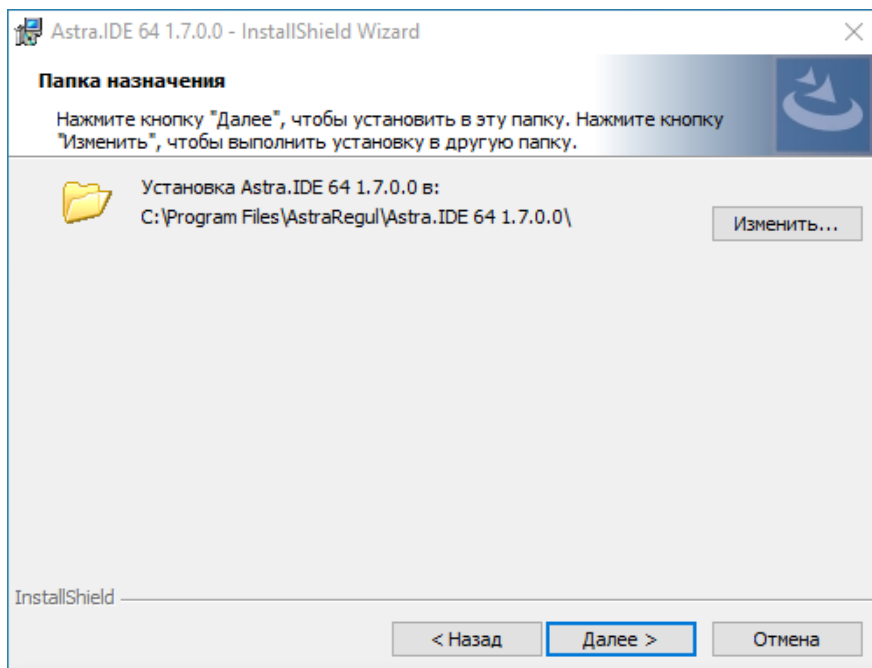 Astra.IDE 64 1.7.0.0 - InstallShield Wizard
Папка назначения
Нажмите кнопку "Далее", чтобы установить в эту папку. Нажмите кнопку
"Изменить", чтобы выполнить установку в другую папку.
Установка Astra.IDE 64 1.7.0.0 в:
C:\Program Files\AstraRegul\Astra.IDE 64 1.7.0.0\
Изменить...
InstallShield
< Назад
Далее >
Отмена